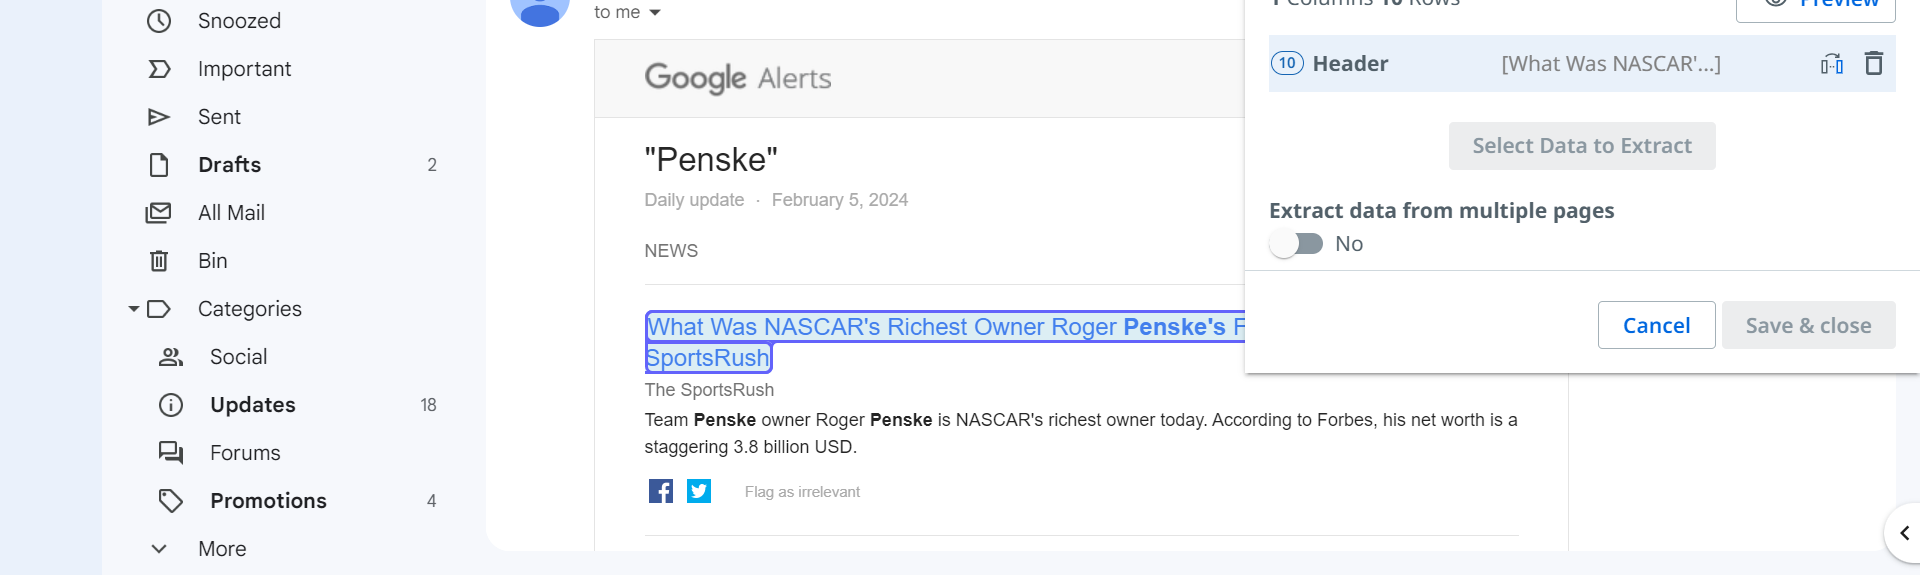 Snoozed
Important
Sent
Drafts 2
All Mail
Bin
Categories
Social
Updates 18
Forums
Promotions 4
More
to me
Google Alerts
"Penske"
Daily update · February 5, 2024
NEWS
What Was NASCAR's Richest Owner Roger Penske's F
SportsRush
The SportsRush
Team Penske owner Roger Penske is NASCAR's richest owner today. According to Forbes, his net worth is a
staggering 3.8 billion USD.
Flag as irrelevant
1 Columns 10 Rows
Preview
10 Header [What Was NASCAR'...]
Select Data to Extract
Extract data from multiple pages
No
Cancel
Save & close